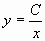 y = C/x